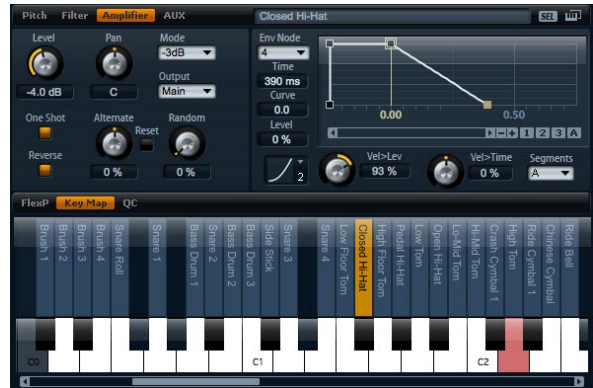 Pitch Filter Amplifier AUX
Closed Hi-Hat SEL
Level Pan Mode
-3dB
Output
Main
-4.0 dB C
One Shot Alternate Reset Random
Reverse
0 % 0 %
Env Node
4
Time
390 ms
Curve
0.0
Level
0 %
0.00 0.50
- + 1 2 3 A
2
Vel>Lev
93 %
Vel>Time
0 %
Segments
A
FlexP Key Map QC
Brush 1
Brush 2
Brush 3
Brush 4
Snare Roll
Snare 1
Bass Drum 1
Snare 2
Bass Drum 2
Bass Drum 3
Side Stick
Snare 3
Snare 4
Low Floor Tom
Closed Hi-Hat
High Floor Tom
Pedal Hi-Hat
Low Tom
Open Hi-Hat
Lo-Mid Tom
Hi-Mid Tom
Crash Cymbal 1
High Tom
Ride Cymbal 1
Chinese Cymbal
Ride Bell
C0 C1 C2